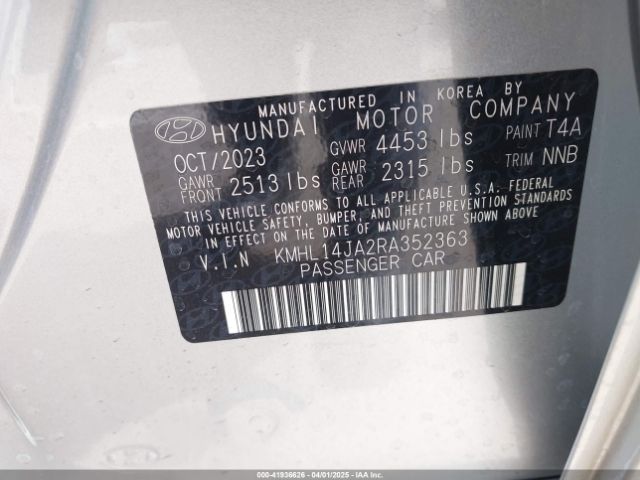 MANUFACTURED IN KOREA BY
HYUNDAI MOTOR COMPANY
OCT/2023 GVWR 4453 lbs PAINT T4A
GAWR FRONT 2513 lbs GAWR REAR 2315 lbs TRIM NNB
THIS VEHICLE CONFORMS TO ALL APPLICABLE U.S.A. FEDERAL
MOTOR VEHICLE SAFETY, BUMPER, AND THEFT PREVENTION STANDARDS
IN EFFECT ON THE DATE OF MANUFACTURE SHOWN ABOVE.
V.I.N KMHL14JA2RA352363
PASSENGER CAR
000-41936626 - 04/01/2025 - IAA Inc.